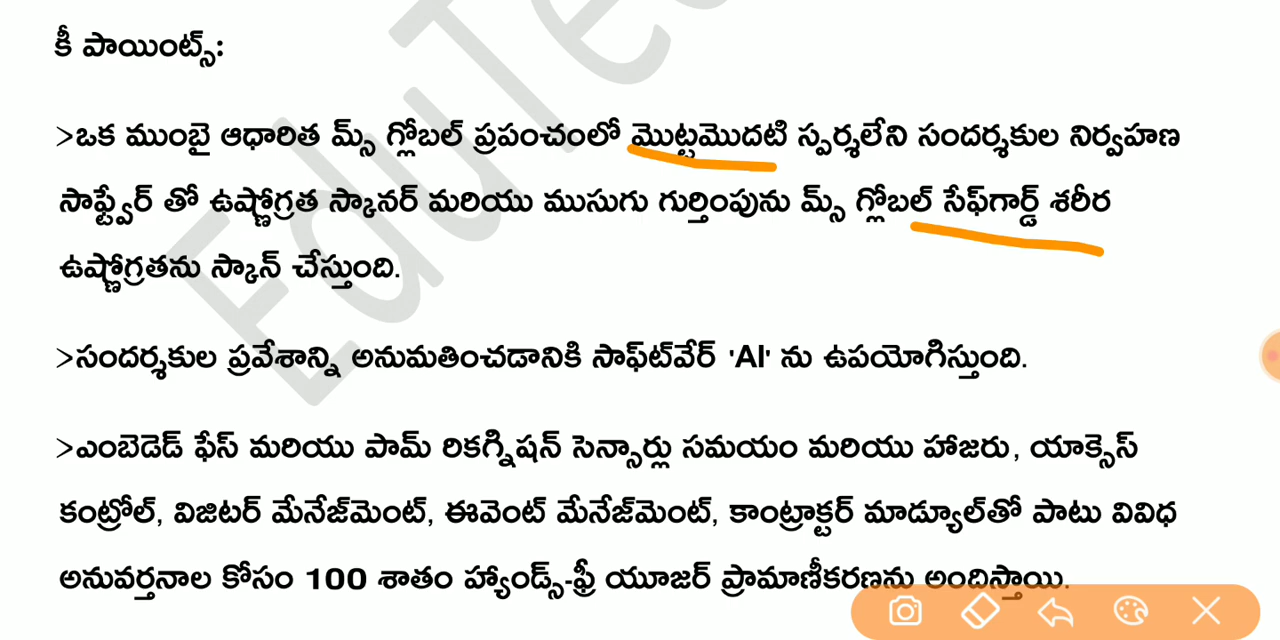 కీ పాయింట్స్:
>ఒక ముంబై ఆధారిత మ్స్ గ్లోబల్ ప్రపంచంలో మొట్టమొదటి స్పర్శలేని సందర్శకుల నిర్వహణ
సాఫ్ట్వేర్ తో ఉష్ణోగ్రత స్కానర్ మరియు ముసుగు గుర్తింపును మ్స్ గ్లోబల్ సేఫ్‌గార్డ్ శరీర
ఉష్ణోగ్రతను స్కాన్ చేస్తుంది.
>సందర్శకుల ప్రవేశాన్ని అనుమతించడానికి సాఫ్ట్‌వేర్ 'AI' ను ఉపయోగిస్తుంది.
>ఎంబెడెడ్ ఫేస్ మరియు పామ్ రికగ్నిషన్ సెన్సార్లు సమయం మరియు హాజరు, యాక్సెస్
కంట్రోల్, విజిటర్ మేనేజ్‌మెంట్, ఈవెంట్ మేనేజ్‌మెంట్, కాంట్రాక్టర్ మాడ్యూల్‌తో పాటు వివిధ
అనువర్తనాల కోసం 100 శాతం హ్యాండ్స్-ఫ్రీ యూజర్ ప్రామాణీకరణను అందిస్తాయి.